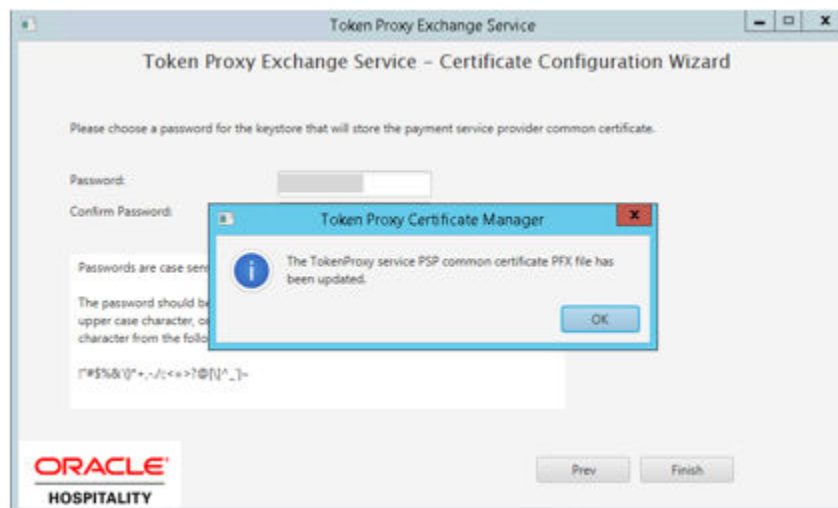 Token Proxy Exchange Service
Token Proxy Exchange Service – Certificate Configuration Wizard
Please choose a password for the keystore that will store the payment service provider common certificate.
Password:
Confirm Password:
Token Proxy Certificate Manager
x
The TokenProxy service PSP common certificate PFX file has
been updated.
OK
Passwords are case sen
The password should be
upper case character, o
character from the follo
Prev
Finish
ORACLE
HOSPITALITY